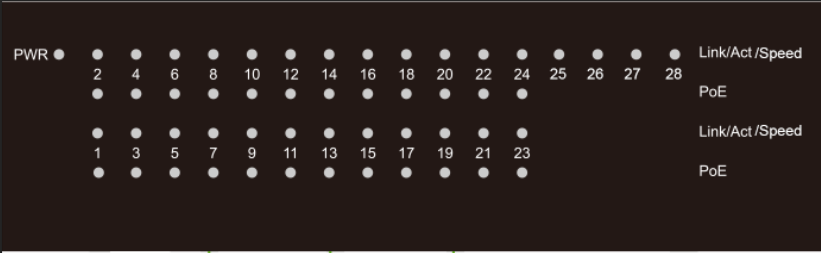 PWR Link/Act/Speed
2 4 6 8 10 12 14 16 18 20 22 24 25 26 27 28
PoE
Link/Act/Speed
1 3 5 7 9 11 13 15 17 19 21 23
PoE